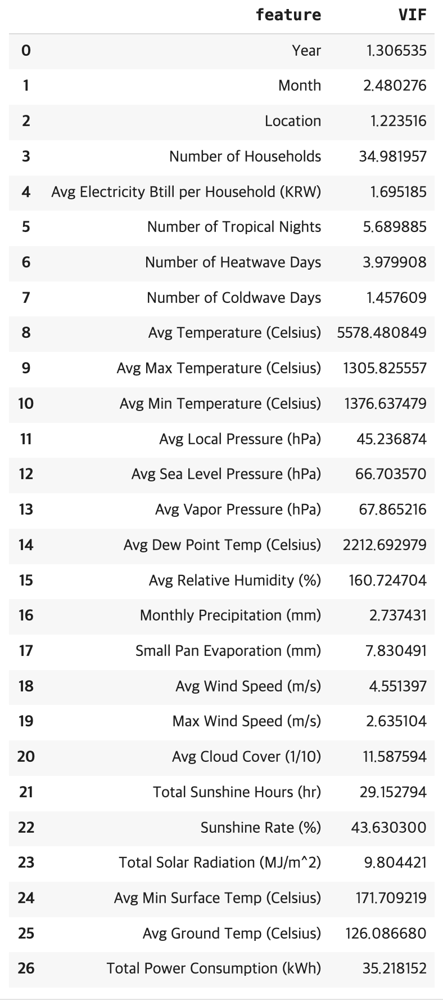 feature VIF
0 Year 1.306535
1 Month 2.480276
2 Location 1.223516
3 Number of Households 34.981957
4 Avg Electricity Btill per Household (KRW) 1.695185
5 Number of Tropical Nights 5.689885
6 Number of Heatwave Days 3.979908
7 Number of Coldwave Days 1.457609
8 Avg Temperature (Celsius) 5578.480849
9 Avg Max Temperature (Celsius) 1305.825557
10 Avg Min Temperature (Celsius) 1376.637479
11 Avg Local Pressure (hPa) 45.236874
12 Avg Sea Level Pressure (hPa) 66.703570
13 Avg Vapor Pressure (hPa) 67.865216
14 Avg Dew Point Temp (Celsius) 2212.692979
15 Avg Relative Humidity (%) 160.724704
16 Monthly Precipitation (mm) 2.737431
17 Small Pan Evaporation (mm) 7.830491
18 Avg Wind Speed (m/s) 4.551397
19 Max Wind Speed (m/s) 2.635104
20 Avg Cloud Cover (1/10) 11.587594
21 Total Sunshine Hours (hr) 29.152794
22 Sunshine Rate (%) 43.630300
23 Total Solar Radiation (MJ/m^2) 9.804421
24 Avg Min Surface Temp (Celsius) 171.709219
25 Avg Ground Temp (Celsius) 126.086680
26 Total Power Consumption (kWh) 35.218152